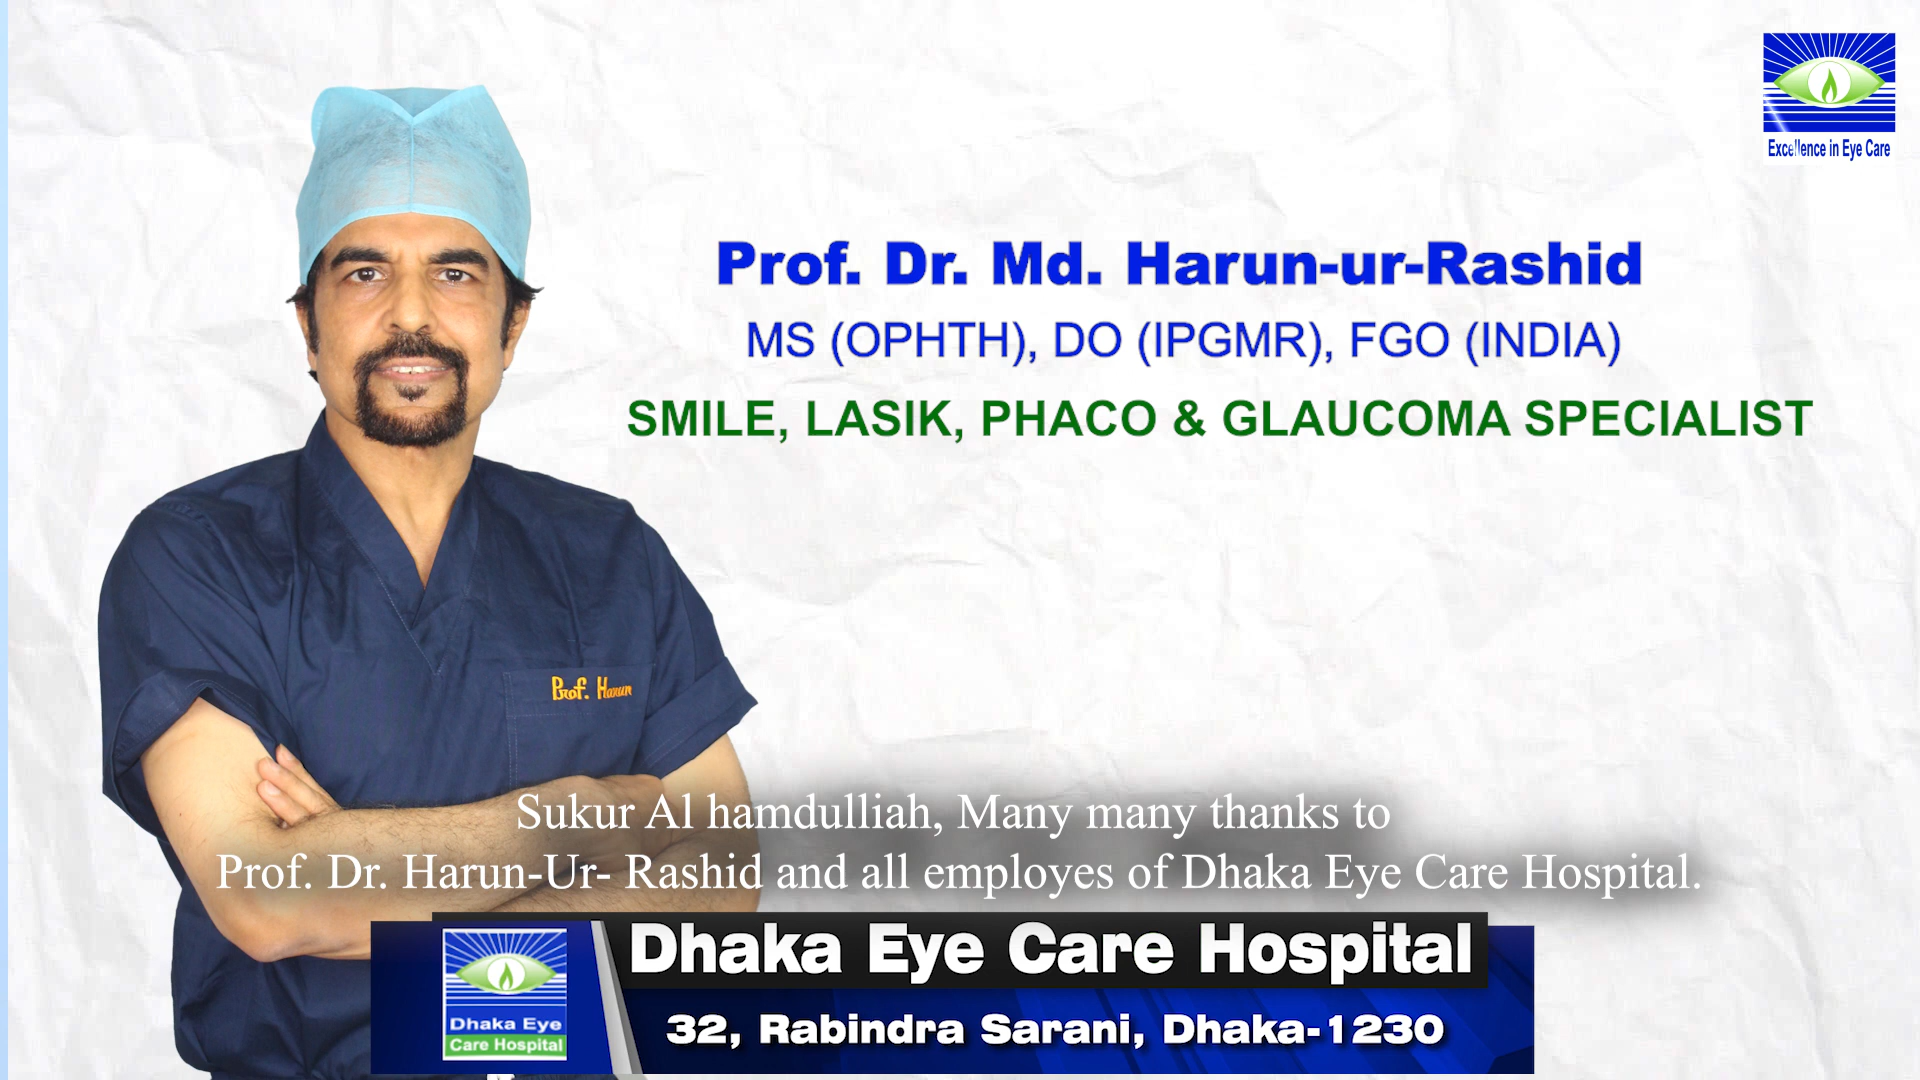 Excellence in Eye Care
Prof. Dr. Md. Harun-ur-Rashid
MS (OPHTH), DO (IPGMR), FGO (INDIA)
SMILE, LASIK, PHACO & GLAUCOMA SPECIALIST
Prof. Harun
Sukur Al hamdulliah, Many many thanks to
Prof. Dr. Harun-Ur- Rashid and all employes of Dhaka Eye Care Hospital.
Dhaka Eye Care Hospital
32, Rabindra Sarani, Dhaka-1230
Dhaka Eye
Care Hospital